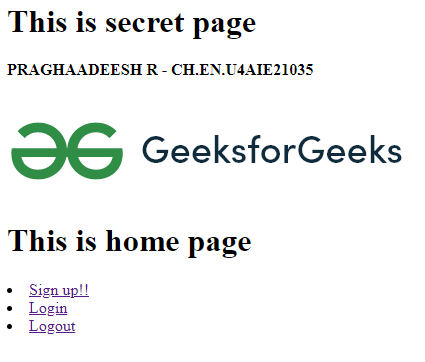 This is secret page
PRAGHAADEESH R - CH.EN.U4AIE21035
GeeksforGeeks
This is home page
Sign up!!
Login
Logout